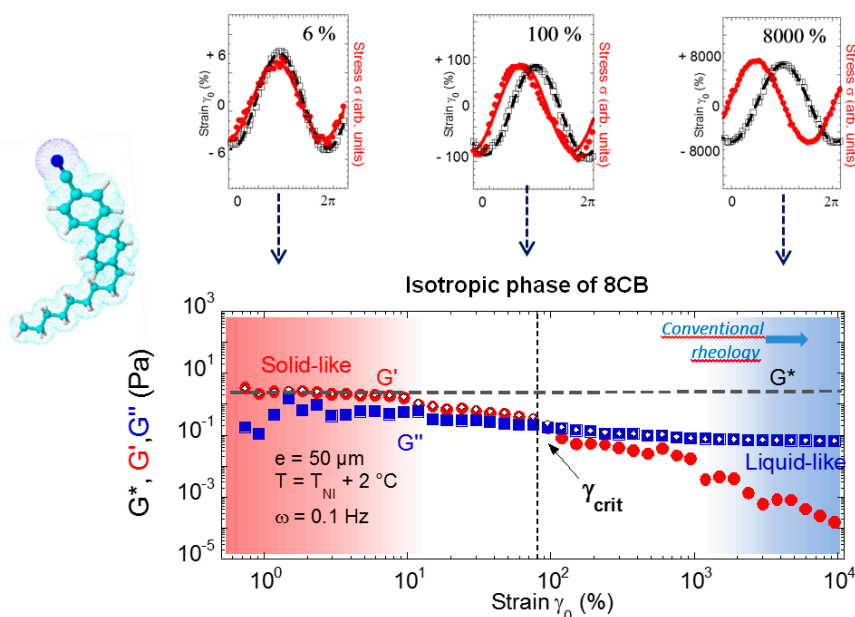 6 %
+ 6
0
- 6
Strain γ0 (%)
Stress σ (arb. units)
0
2π
100 %
+ 100
0
- 100
Strain γ0 (%)
Stress σ (arb. units)
0
2π
8000 %
+ 8000
0
- 8000
Strain γ0 (%)
Stress σ (arb. units)
0
2π
Isotropic phase of 8CB
10^3
10^1
10^-1
10^-3
10^-5
G*, G',G'' (Pa)
Conventional
rheology
Solid-like
G'
G*
G''
Liquid-like
e = 50 µm
T = TNI + 2 °C
ω = 0.1 Hz
γcrit
10^0
10^1
10^2
10^3
10^4
Strain γ0 (%)